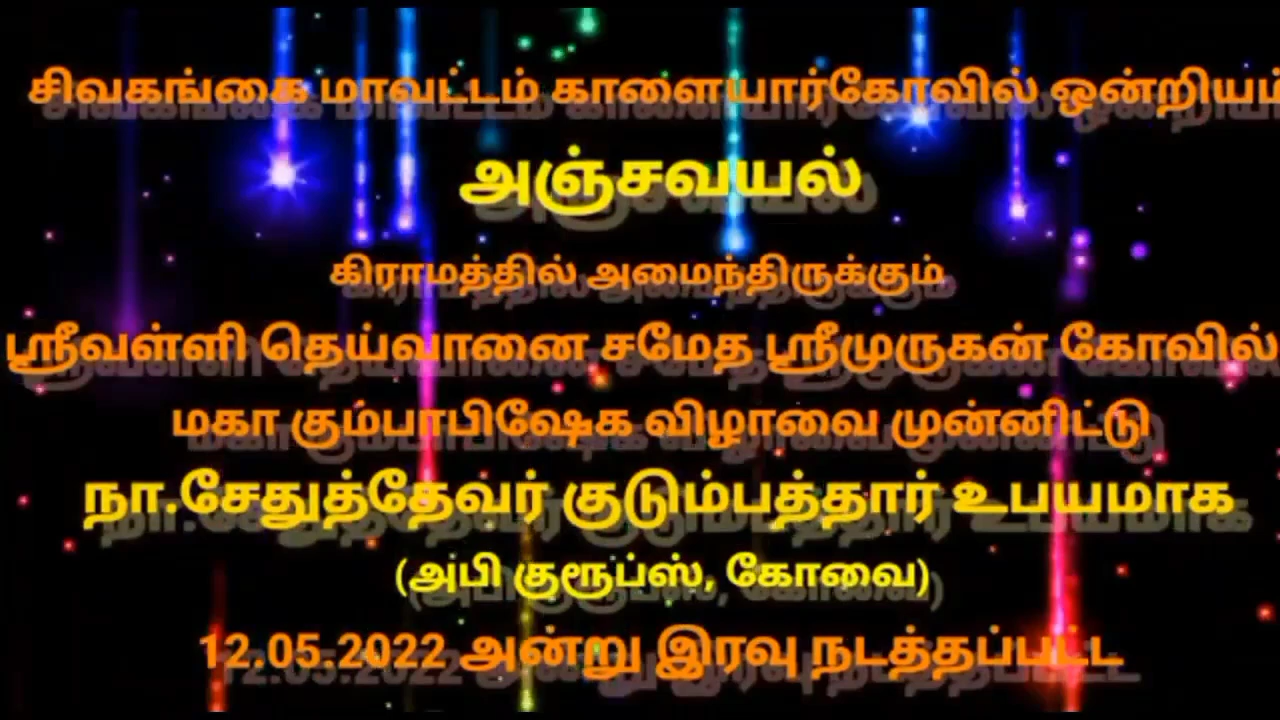 சிவகங்கை மாவட்டம் காளையார்கோவில் ஒன்றியம்
அஞ்சவயல்
கிராமத்தில் அமைந்திருக்கும்
ஸ்ரீவள்ளி தெய்வானை சமேத ஸ்ரீமுருகன் கோவில்
மகா கும்பாபிஷேக விழாவை முன்னிட்டு
நா.சேதுத்தேவர் குடும்பத்தார் உபயமாக
(அபி குரூப்ஸ், கோவை)
12.05.2022 அன்று இரவு நடத்தப்பட்ட